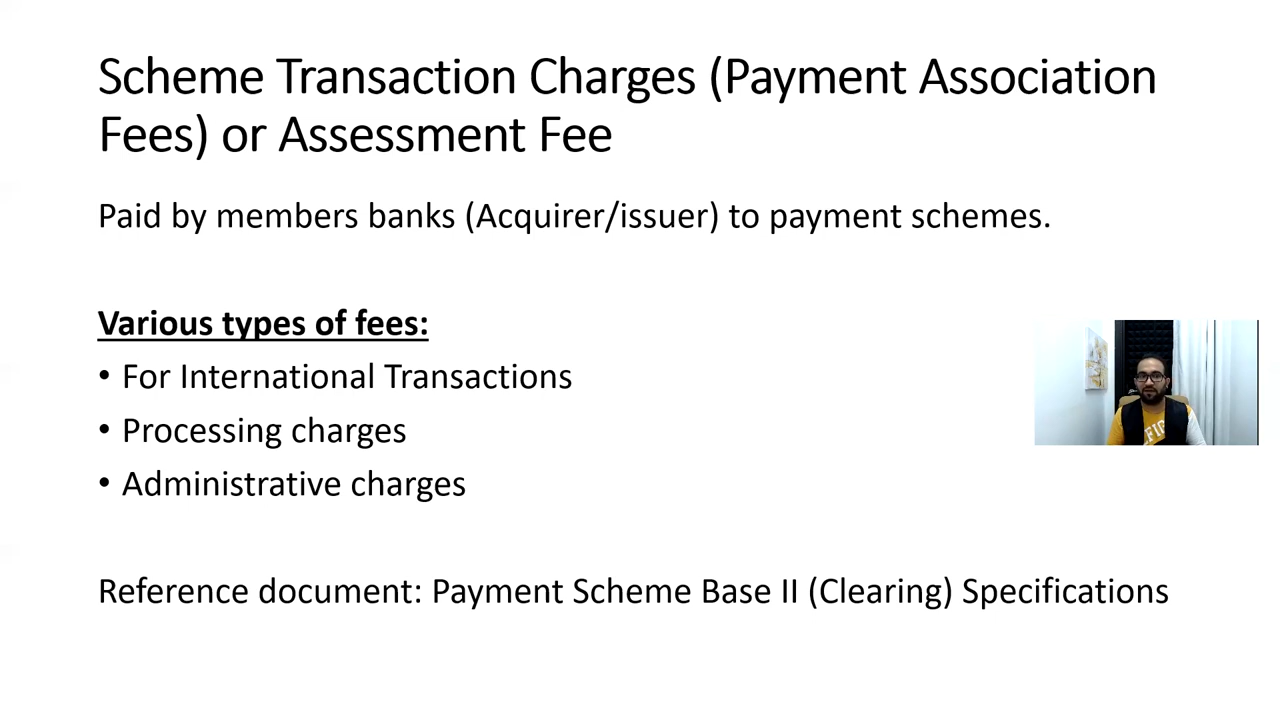 Scheme Transaction Charges (Payment Association
Fees) or Assessment Fee
Paid by members banks (Acquirer/issuer) to payment schemes.
Various types of fees:
• For International Transactions
• Processing charges
• Administrative charges
Reference document: Payment Scheme Base II (Clearing) Specifications